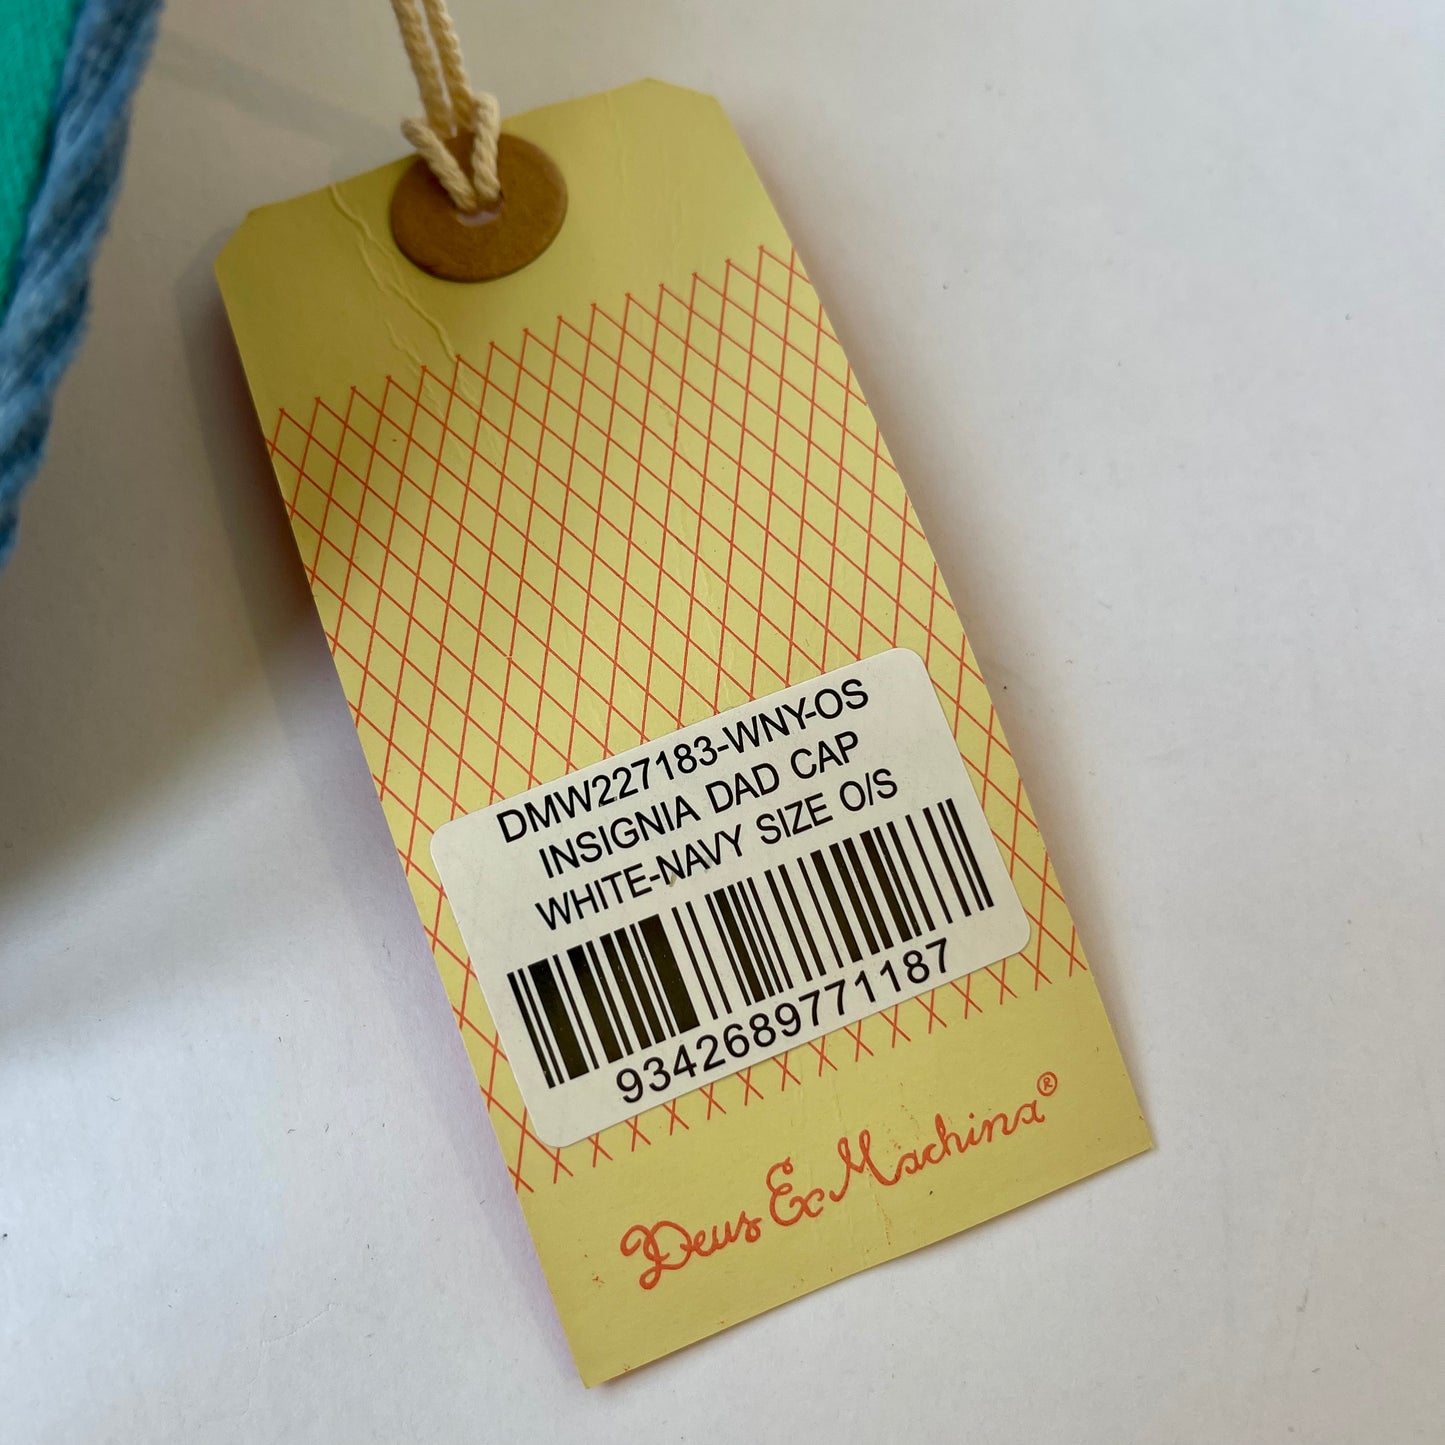 DMW227183-WNY-OS
INSIGNIA DAD CAP
WHITE-NAVY SIZE O/S
9342689771187
Deus Ex Machina®